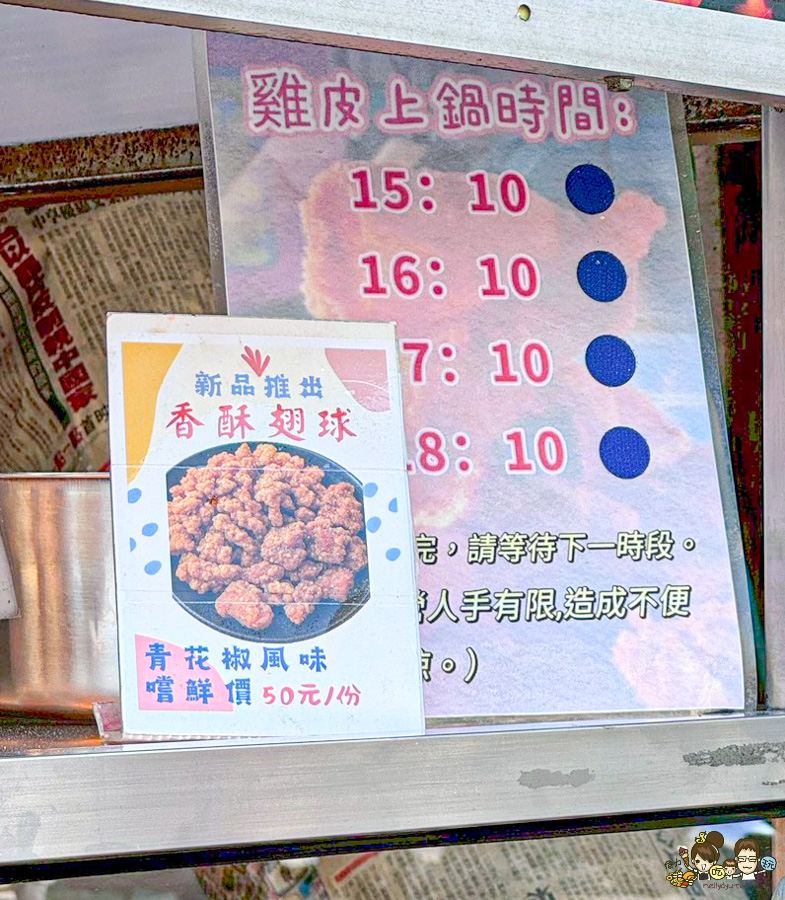 雞皮上鍋時間:
15: 10
16: 10
7: 10
18: 10
完，請等待下一時段。
人手有限,造成不便
。)
新品推出
香酥翅球
青花椒風味
嚐鮮價 50元/份